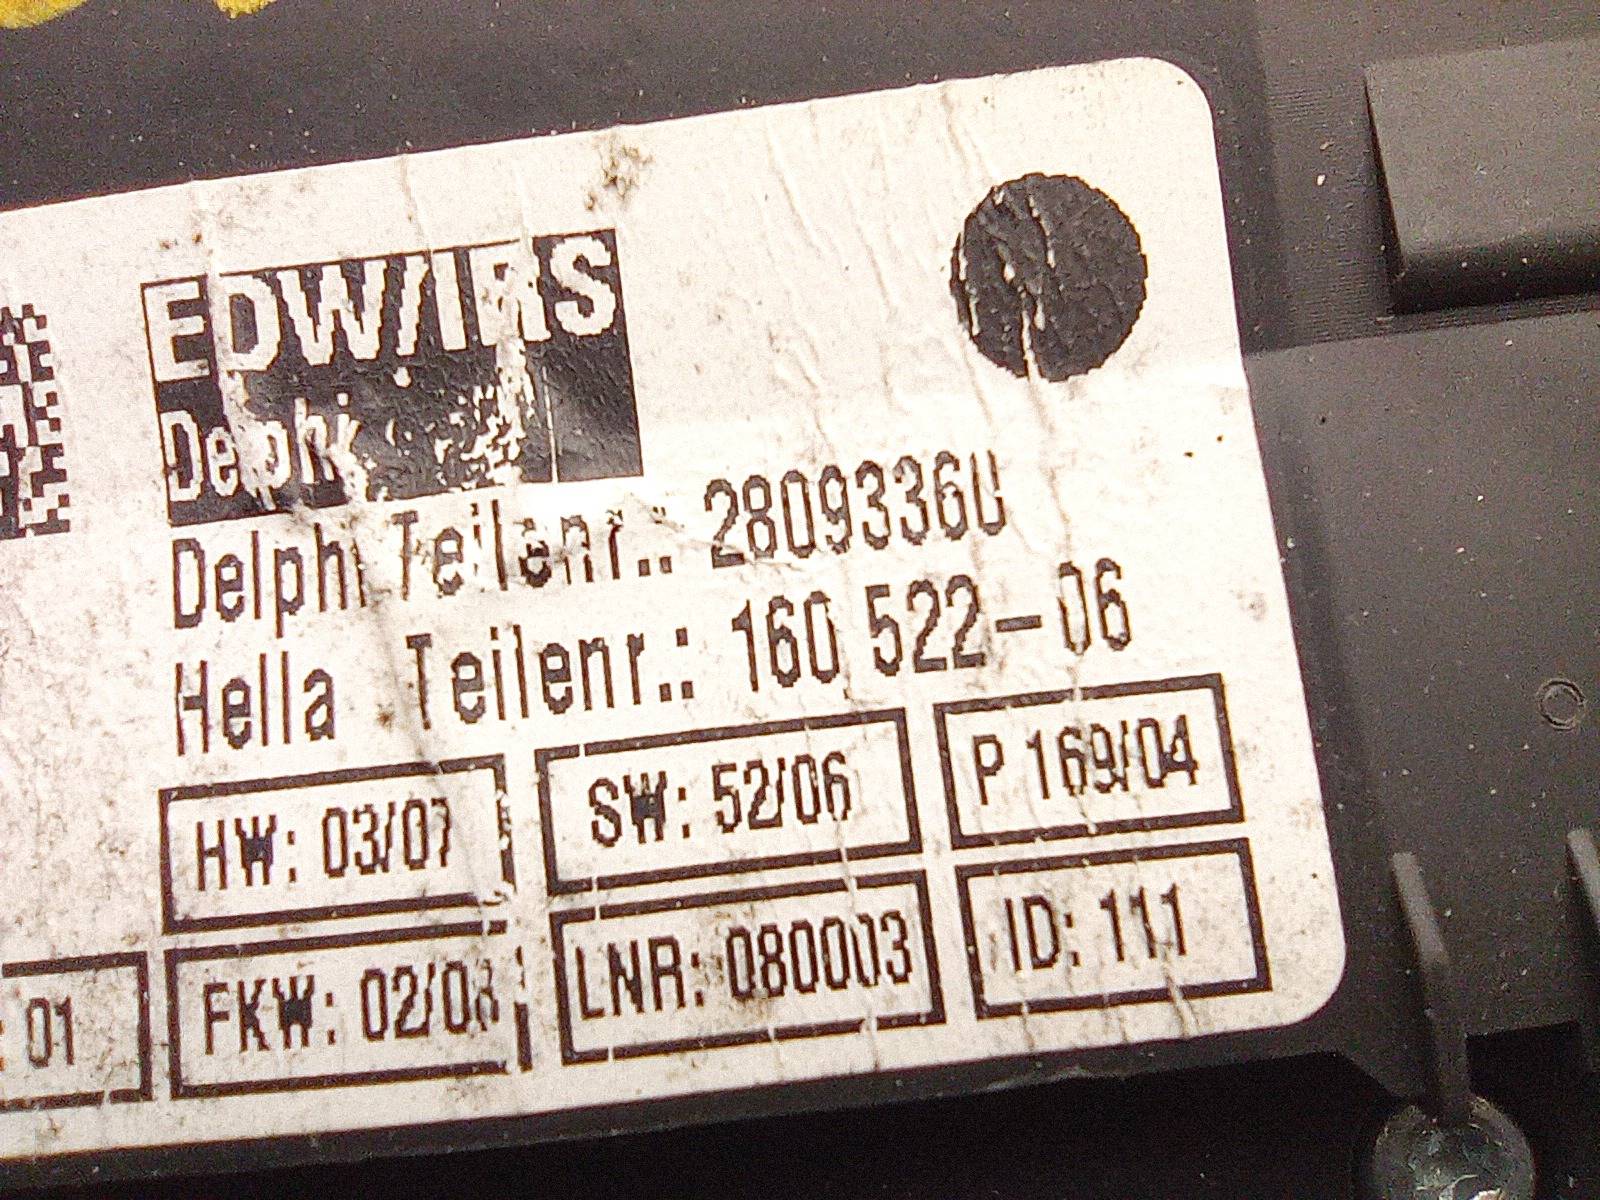 EDW/IRS
Delphi
Delphi Teilenr.: 28093360
Hella Teilenr.: 160 522-06
HW: 03/07
SW: 52/06
P 169/04
: 01
FKW: 02/08
LNR: 080003
ID: 111